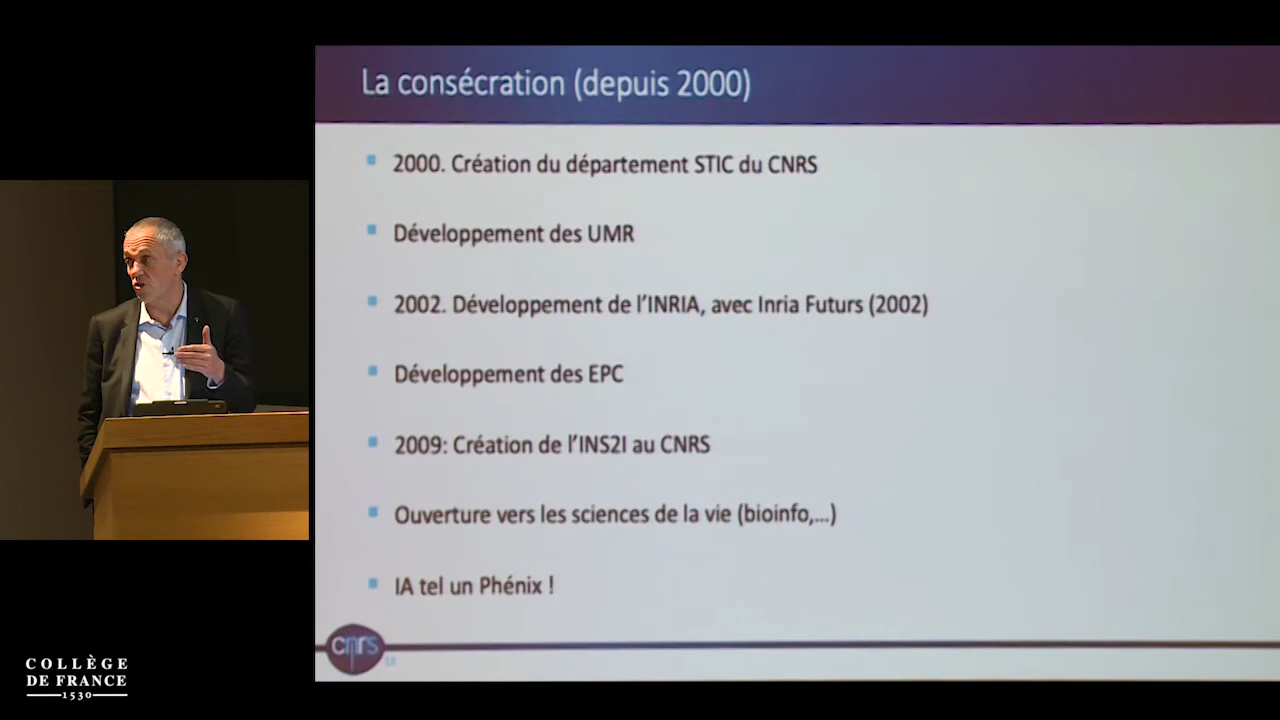 La consécration (depuis 2000)
2000. Création du département STIC du CNRS
Développement des UMR
2002. Développement de l'INRIA, avec Inria Futurs (2002)
Développement des EPC
2009: Création de l'INS2I au CNRS
Ouverture vers les sciences de la vie (bioinfo,...)
IA tel un Phénix !
cnrs
COLLÈGE
DE FRANCE
1530